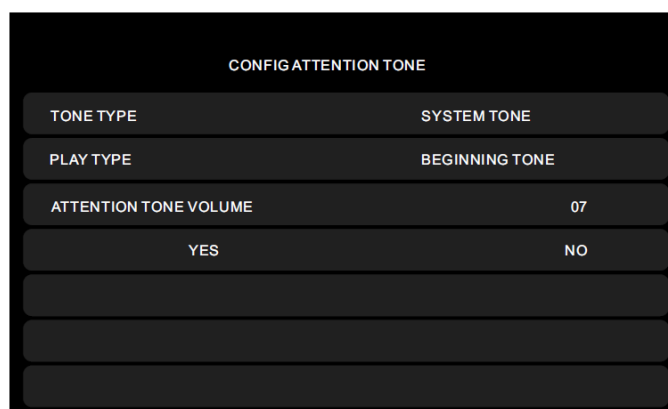 CONFIG ATTENTION TONE
TONE TYPE SYSTEM TONE
PLAY TYPE BEGINNING TONE
ATTENTION TONE VOLUME 07
YES NO